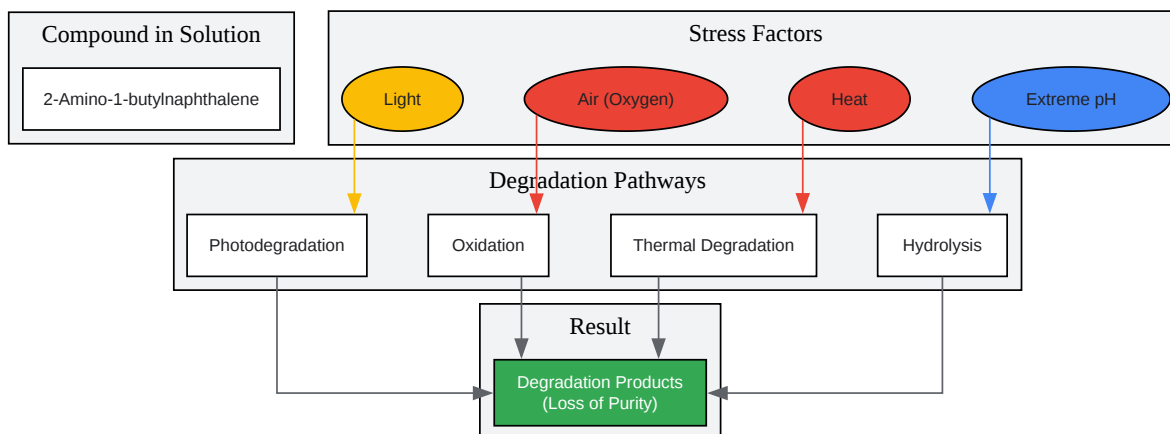 Compound in Solution
Stress Factors
2-Amino-1-butylnaphthalene
Light
Air (Oxygen)
Heat
Extreme pH
Degradation Pathways
Photodegradation
Oxidation
Thermal Degradation
Hydrolysis
Result
Degradation Products
(Loss of Purity)